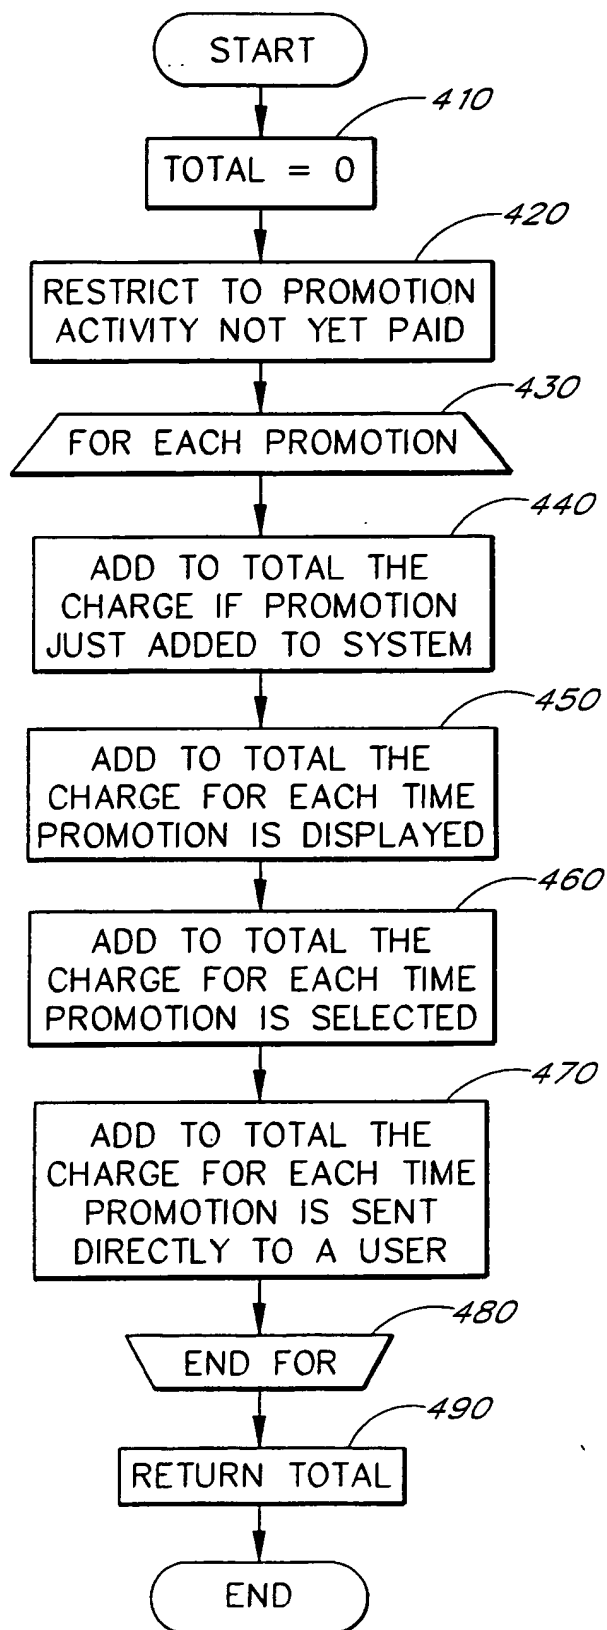 START
410
TOTAL = 0
420
RESTRICT TO PROMOTION
ACTIVITY NOT YET PAID
430
FOR EACH PROMOTION
440
ADD TO TOTAL THE
CHARGE IF PROMOTION
JUST ADDED TO SYSTEM
450
ADD TO TOTAL THE
CHARGE FOR EACH TIME
PROMOTION IS DISPLAYED
460
ADD TO TOTAL THE
CHARGE FOR EACH TIME
PROMOTION IS SELECTED
470
ADD TO TOTAL THE
CHARGE FOR EACH TIME
PROMOTION IS SENT
DIRECTLY TO A USER
480
END FOR
490
RETURN TOTAL
END